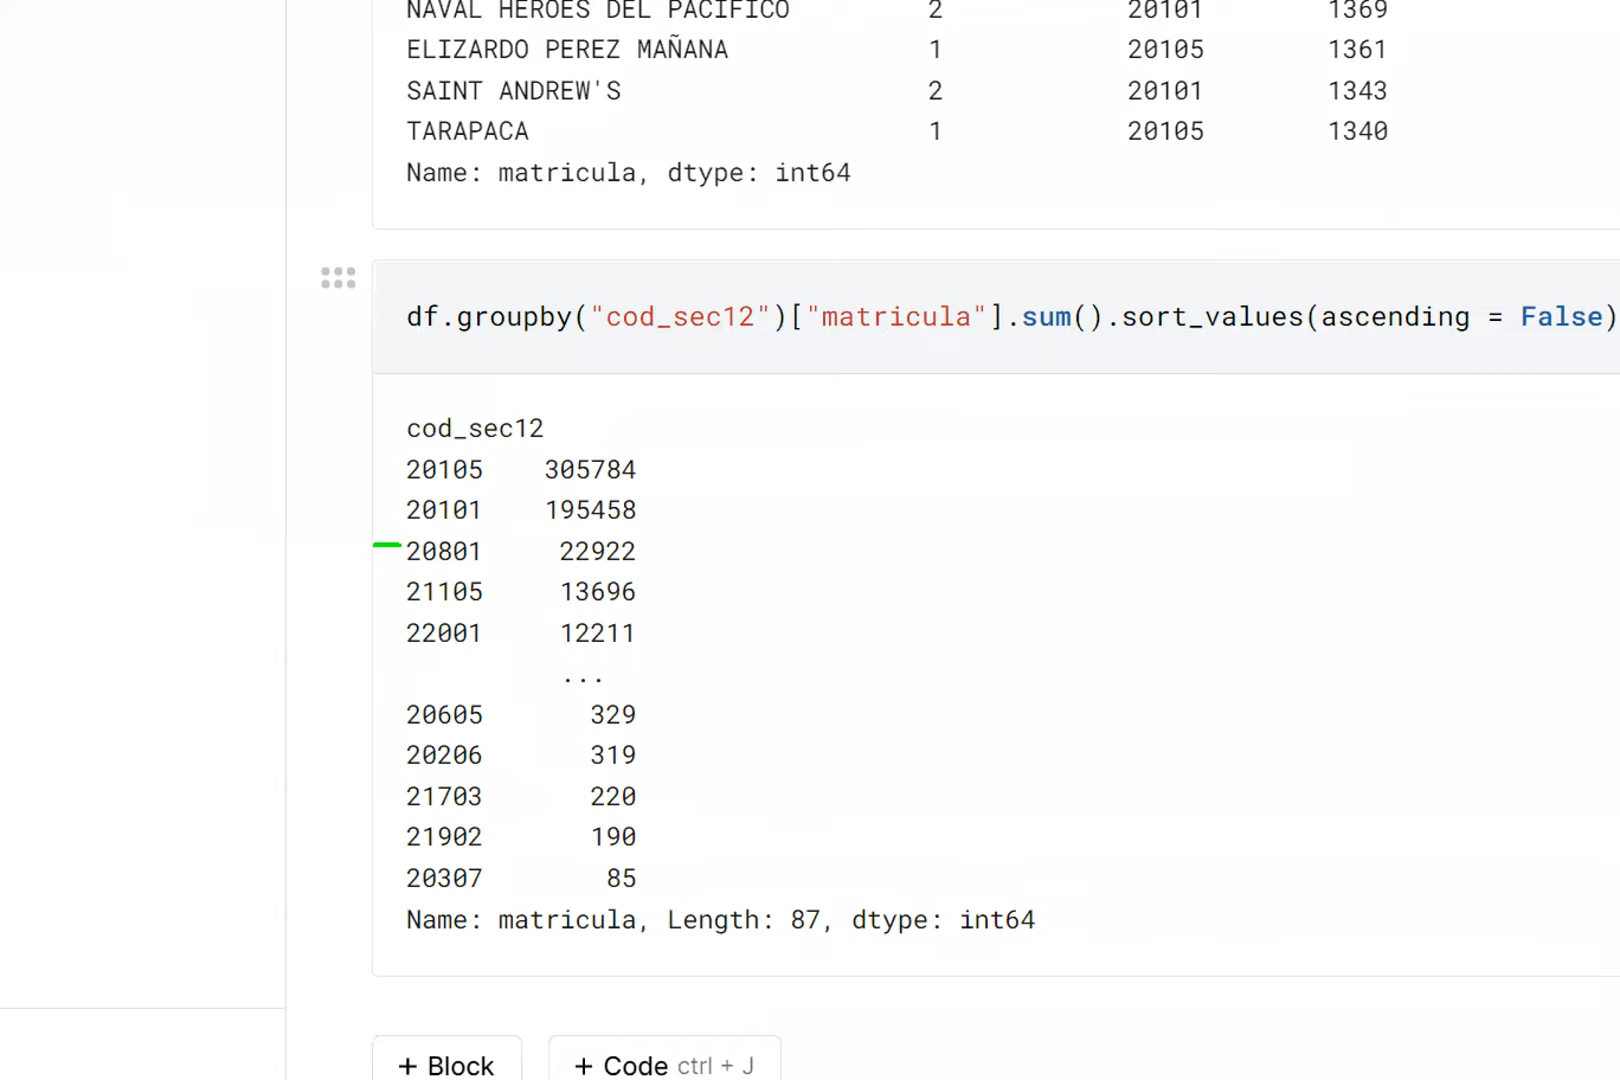 NAVAL HEROES DEL PACIFICO 2 20101 1369
ELIZARDO PEREZ MAÑANA 1 20105 1361
SAINT ANDREW'S 2 20101 1343
TARAPACA 1 20105 1340
Name: matricula, dtype: int64
df.groupby("cod_sec12")["matricula"].sum().sort_values(ascending = False)
cod_sec12
20105 305784
20101 195458
20801 22922
21105 13696
22001 12211
...
20605 329
20206 319
21703 220
21902 190
20307 85
Name: matricula, Length: 87, dtype: int64
+ Block
+ Code ctrl + J